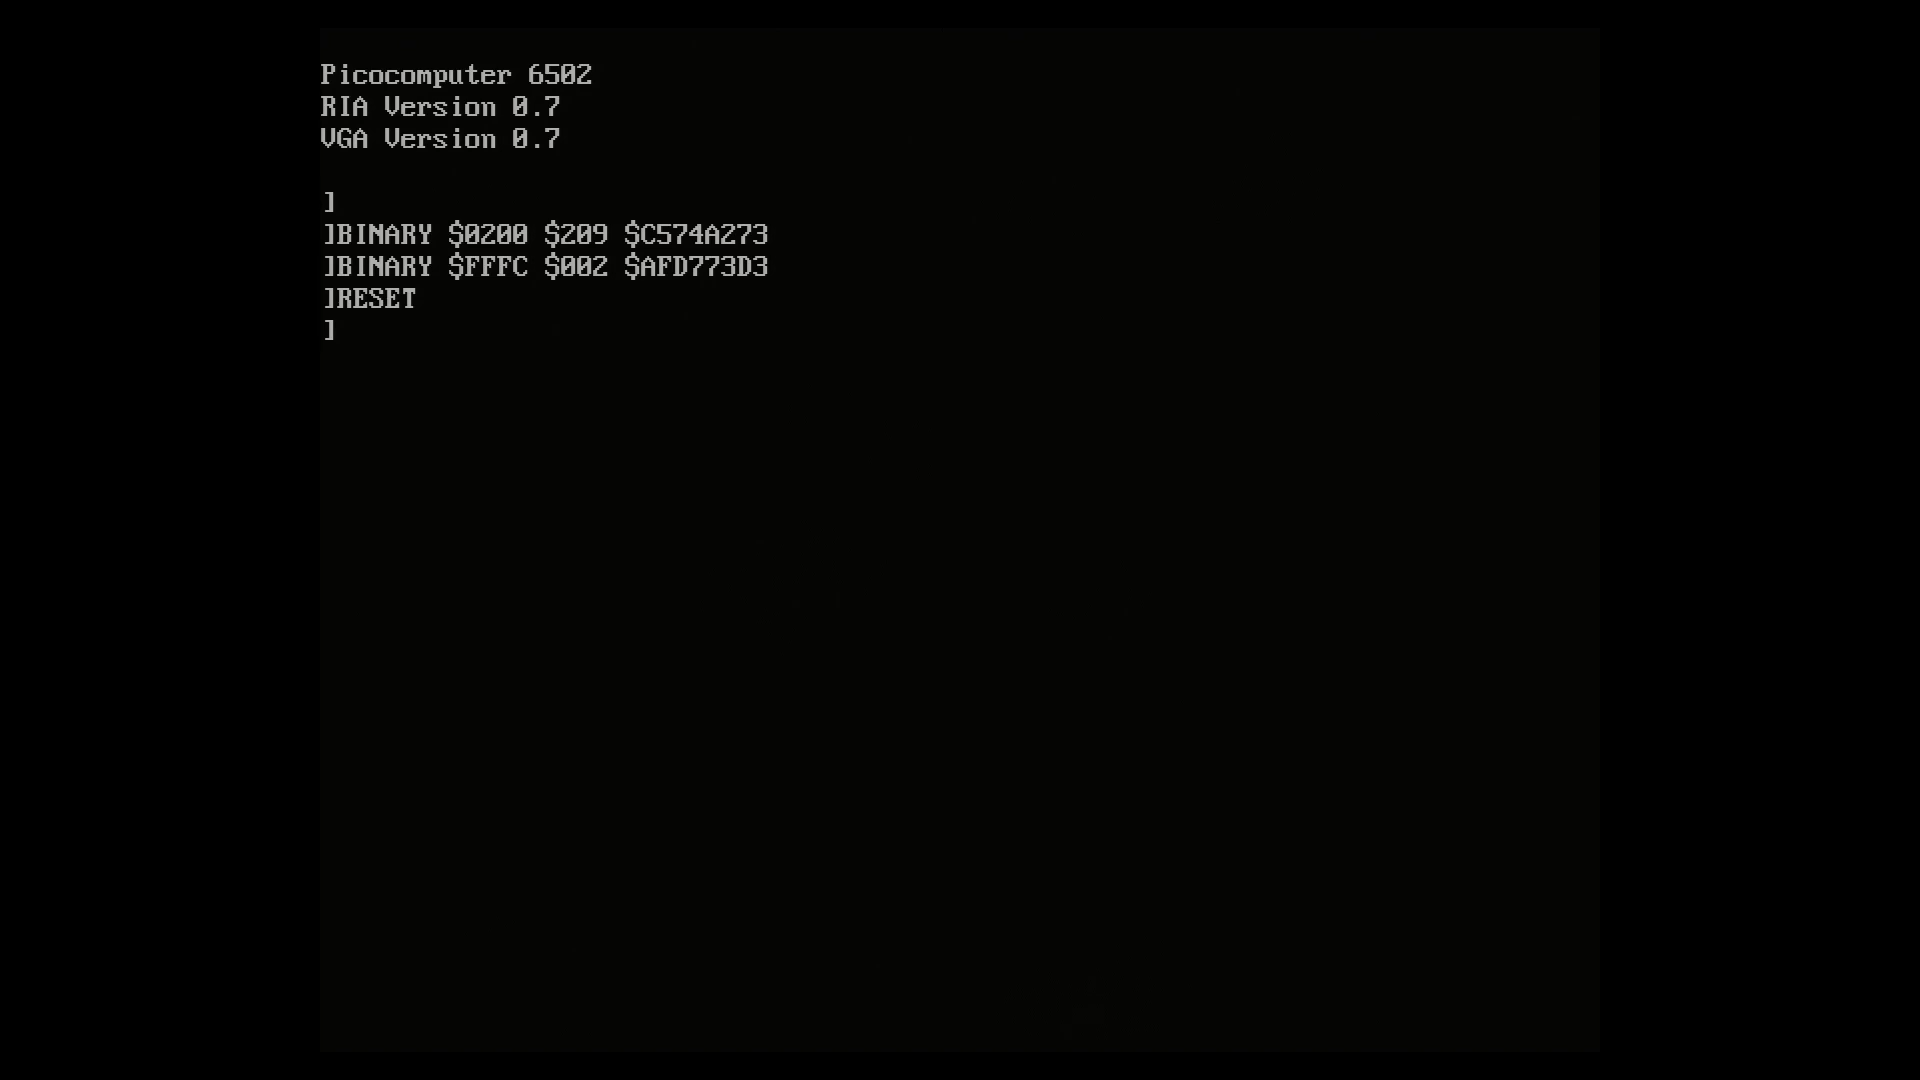 Picocomputer 6502
RIA Version 0.7
VGA Version 0.7
]
]BINARY $0200 $209 $C574A273
]BINARY $FFFC $002 $AFD773D3
]RESET
]